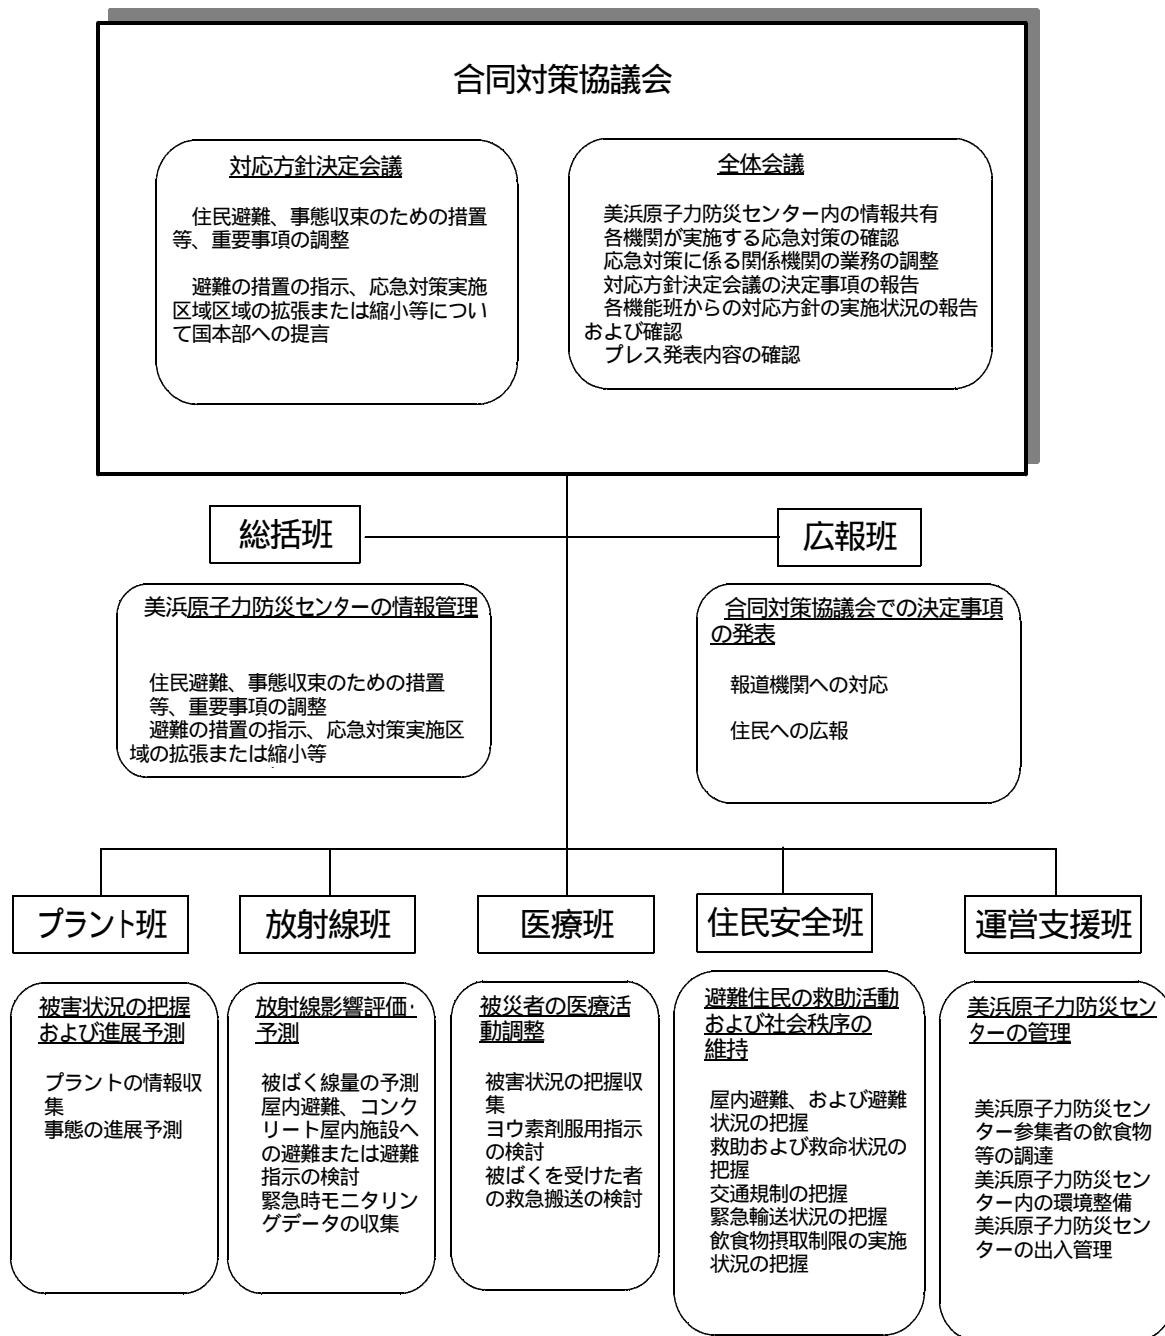 合同対策協議会
対応方針決定会議
住民避難、事態収束のための措置
等、重要事項の調整
避難の措置の指示、応急対策実施
区域区域の拡張または縮小等につい
て国本部への提言
全体会議
美浜原子力防災センター内の情報共有
各機関が実施する応急対策の確認
応急対策に係る関係機関の業務の調整
対応方針決定会議の決定事項の報告
各機能班からの対応方針の実施状況の報告
および確認
プレス発表内容の確認
総括班
美浜原子力防災センターの情報管理
住民避難、事態収束のための措置
等、重要事項の調整
避難の措置の指示、応急対策実施区
域の拡張または縮小等
広報班
合同対策協議会での決定事項
の発表
報道機関への対応
住民への広報
プラント班
被害状況の把握
および進展予測
プラントの情報収
集
事態の進展予測
放射線班
放射線影響評価・
予測
被ばく線量の予測
屋内避難、コンク
リート屋内施設へ
の避難または避難
指示の検討
緊急時モニタリン
グデータの収集
医療班
被災者の医療活
動調整
被害状況の把握収
集
ヨウ素剤服用指示
の検討
被ばくを受けた者
の救急搬送の検討
住民安全班
避難住民の救助活動
および社会秩序の
維持
屋内避難、および避難
状況の把握
救助および救命状況の
把握
交通規制の把握
緊急輸送状況の把握
飲食物摂取制限の実施
状況の把握
運営支援班
美浜原子力防災セン
ターの管理
美浜原子力防災セン
ター参集者の飲食物
等の調達
美浜原子力防災セン
ター内の環境整備
美浜原子力防災セン
ターの出入管理